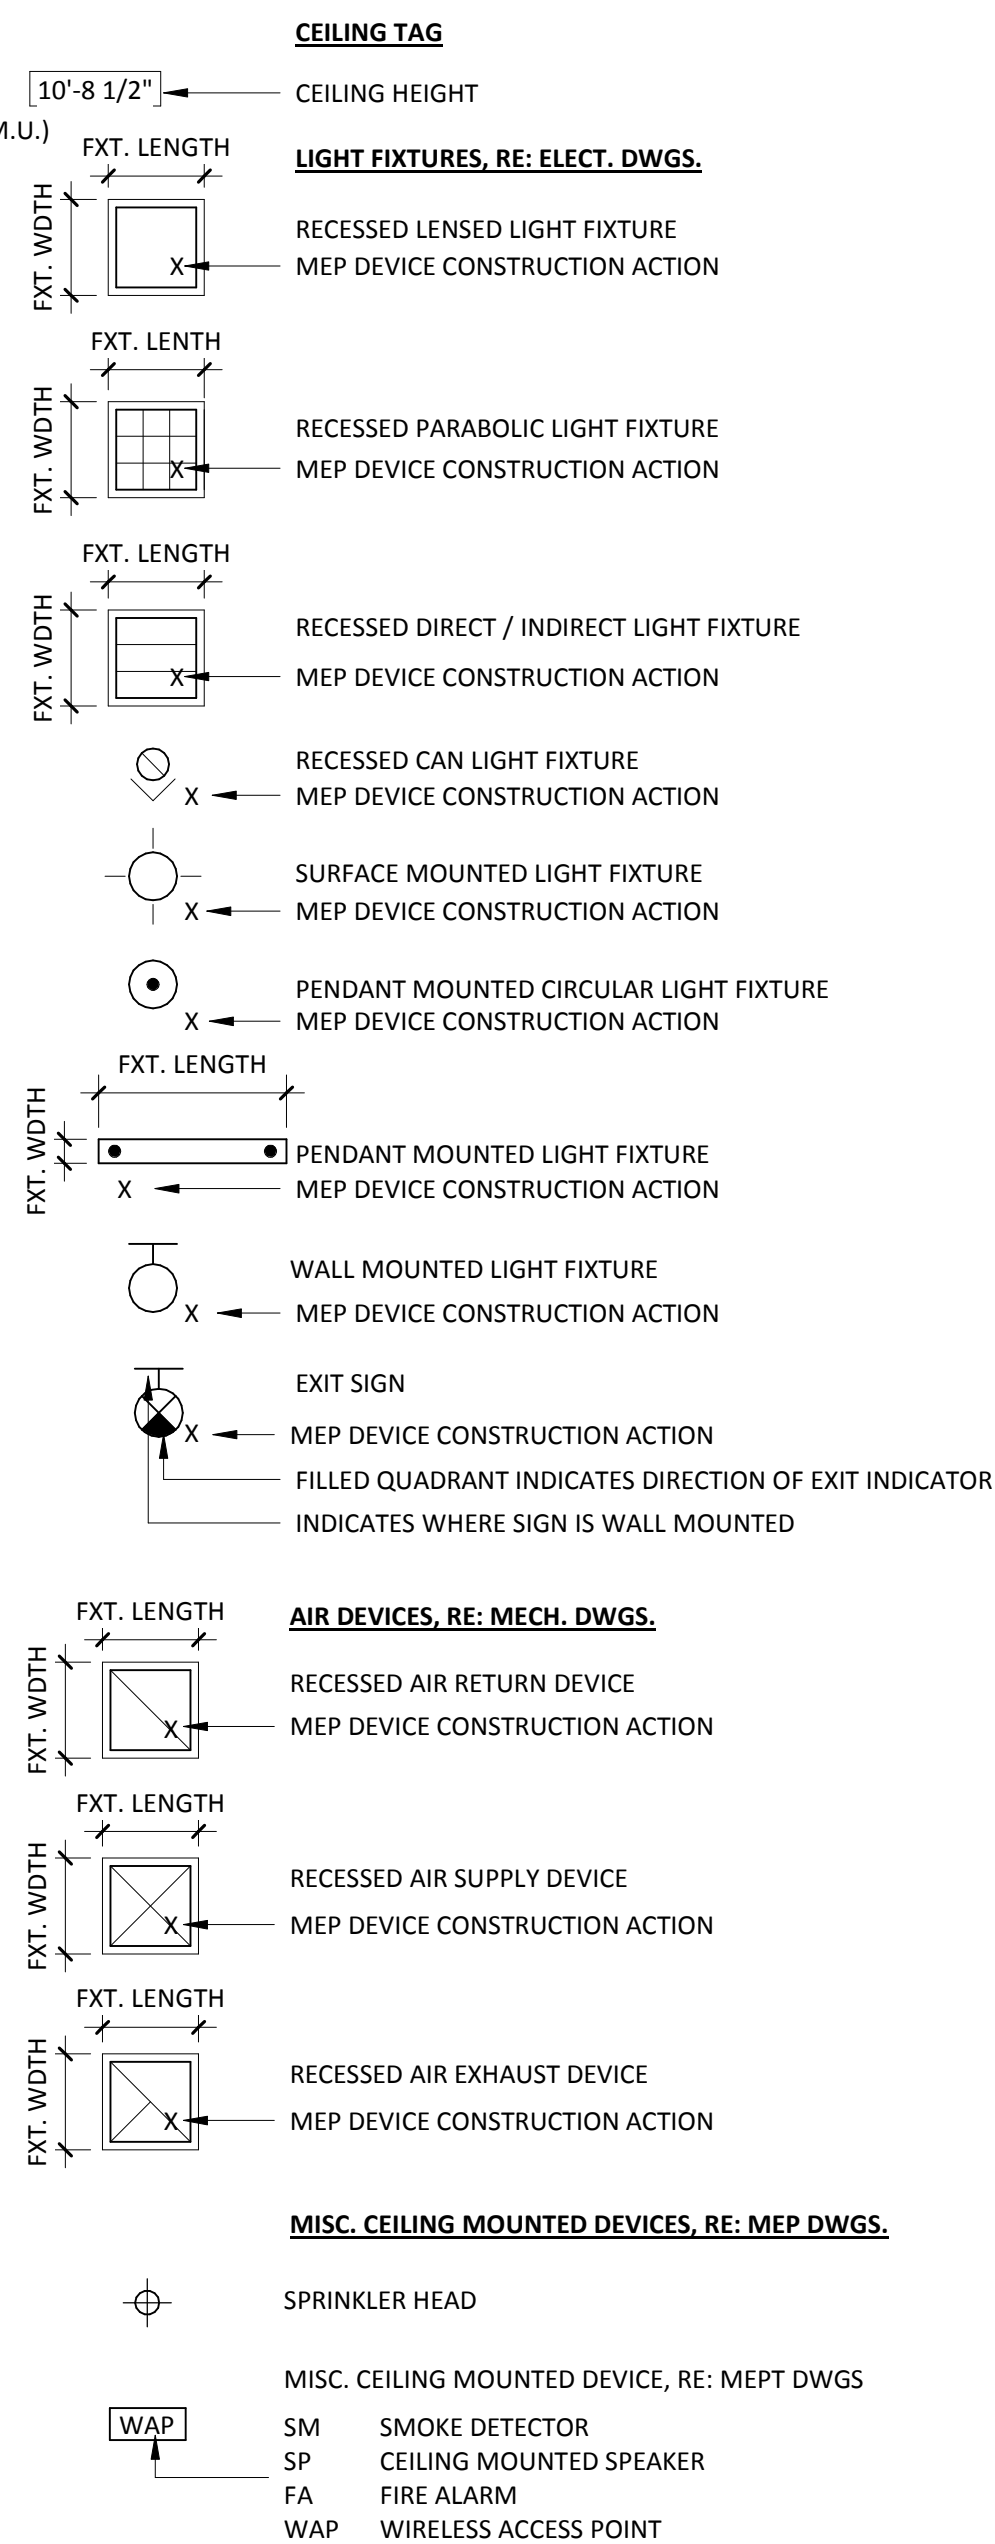 CEILING TAG
10'-8 1/2"
CEILING HEIGHT
M.U.)
FXT. LENGTH
LIGHT FIXTURES, RE: ELECT. DWGS.
FXT. WDTH
RECESSED LENSED LIGHT FIXTURE
X
MEP DEVICE CONSTRUCTION ACTION
FXT. LENTH
FXT. WDTH
RECESSED PARABOLIC LIGHT FIXTURE
X
MEP DEVICE CONSTRUCTION ACTION
FXT. LENGTH
FXT. WDTH
RECESSED DIRECT / INDIRECT LIGHT FIXTURE
X
MEP DEVICE CONSTRUCTION ACTION
RECESSED CAN LIGHT FIXTURE
X
MEP DEVICE CONSTRUCTION ACTION
SURFACE MOUNTED LIGHT FIXTURE
X
MEP DEVICE CONSTRUCTION ACTION
PENDANT MOUNTED CIRCULAR LIGHT FIXTURE
X
MEP DEVICE CONSTRUCTION ACTION
FXT. LENGTH
FXT. WDTH
PENDANT MOUNTED LIGHT FIXTURE
X
MEP DEVICE CONSTRUCTION ACTION
WALL MOUNTED LIGHT FIXTURE
X
MEP DEVICE CONSTRUCTION ACTION
EXIT SIGN
X
MEP DEVICE CONSTRUCTION ACTION
FILLED QUADRANT INDICATES DIRECTION OF EXIT INDICATOR
INDICATES WHERE SIGN IS WALL MOUNTED
FXT. LENGTH
AIR DEVICES, RE: MECH. DWGS.
FXT. WDTH
RECESSED AIR RETURN DEVICE
X
MEP DEVICE CONSTRUCTION ACTION
FXT. LENGTH
FXT. WDTH
RECESSED AIR SUPPLY DEVICE
X
MEP DEVICE CONSTRUCTION ACTION
FXT. LENGTH
FXT. WDTH
RECESSED AIR EXHAUST DEVICE
X
MEP DEVICE CONSTRUCTION ACTION
MISC. CEILING MOUNTED DEVICES, RE: MEP DWGS.
SPRINKLER HEAD
MISC. CEILING MOUNTED DEVICE, RE: MEPT DWGS
WAP
SM SMOKE DETECTOR
SP CEILING MOUNTED SPEAKER
FA FIRE ALARM
WAP WIRELESS ACCESS POINT